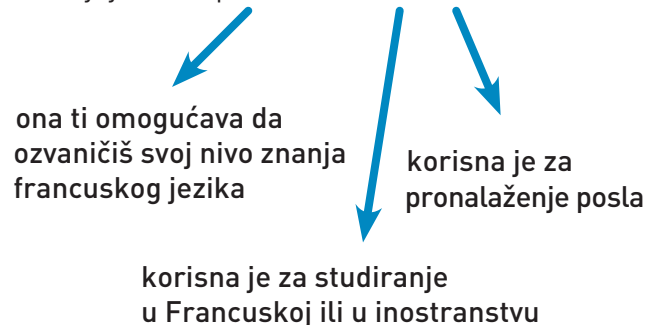 ona ti omogućava da
ozvaničiš svoj nivo znanja
francuskog jezika
korisna je za
pronalaženje posla
korisna je za studiranje
u Francuskoj ili u inostranstvu